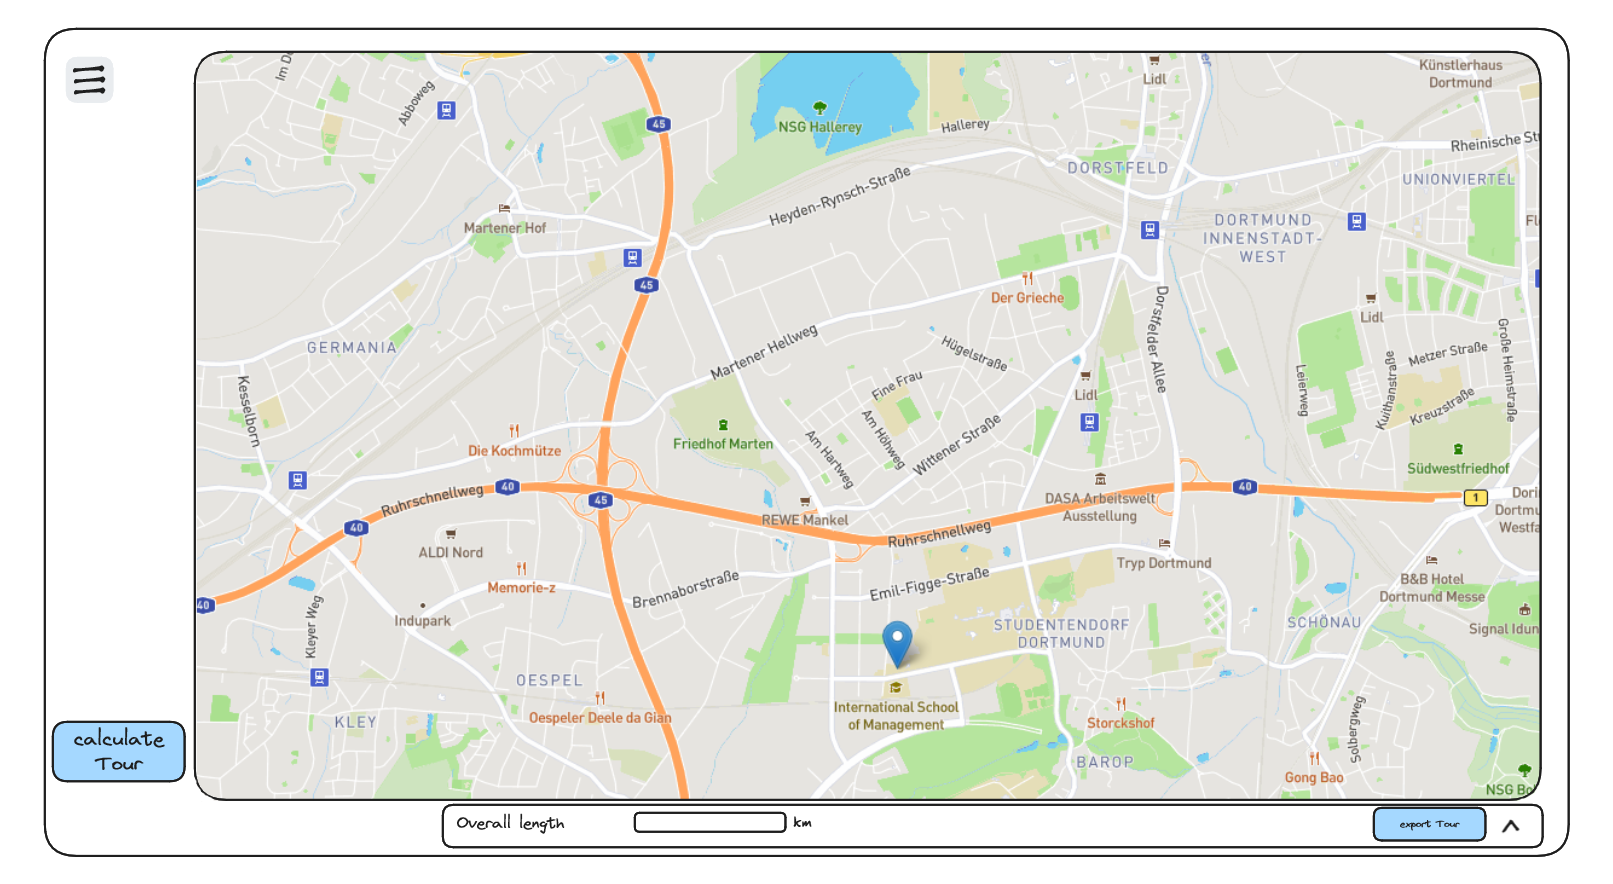 Im Do
Abboweg
45
NSG Hallerey
Hallerey
Lidl
Künstlerhaus
Dortmund
Rheinische Str
DORSTFELD
UNIONVIERTEL
Heyden-Rynsch-Straße
Martener Hof
DORTMUND
INNENSTADT-
WEST
Fl
45
Der Grieche
Dorstfelder Allee
Lidl
GERMANIA
Martener Hellweg
Hügelstraße
Fine Frau
Leierweg
Kuithanstraße
Metzer Straße
Große Heimstraße
Kreuzstraße
Kesselborn
Lidl
Die Kochmütze
Friedhof Marten
Am Hartweg
Am Höhweg
Wittener Straße
Südwestfriedhof
Ruhrschnellweg
40
45
40
1
Dori
Dortmu
Westfa
REWE Mankel
DASA Arbeitswelt
Ausstellung
40
ALDI Nord
Ruhrschnellweg
Tryp Dortmund
Memorie-z
Brennaborstraße
Emil-Figge-Straße
B&B Hotel
Dortmund Messe
40
Indupark
Kleyer Weg
STUDENTENDORF
DORTMUND
SCHÖNAU
Signal Idun
OESPEL
International School
of Management
Oespeler Deele da Gian
Storckshof
KLEY
Solbergweg
BAROP
Gong Bao
NSG Bo
calculate
Tour
Overall length
km
export Tour